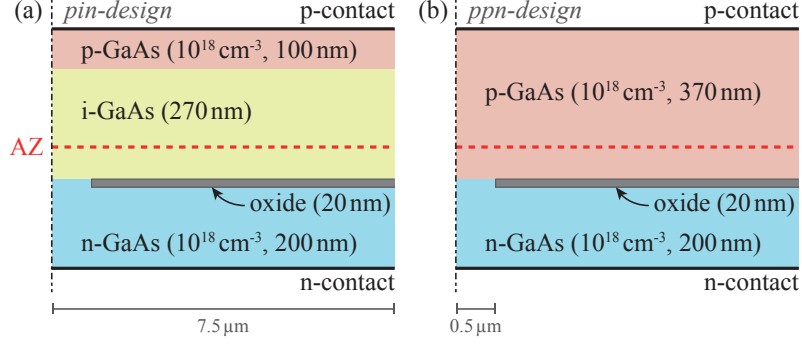 (a) pin-design p-contact
p-GaAs (10¹⁸ cm⁻³, 100 nm)
i-GaAs (270 nm)
AZ
oxide (20 nm)
n-GaAs (10¹⁸ cm⁻³, 200 nm)
n-contact
7.5 µm
(b) ppn-design p-contact
p-GaAs (10¹⁸ cm⁻³, 370 nm)
oxide (20 nm)
n-GaAs (10¹⁸ cm⁻³, 200 nm)
n-contact
0.5 µm